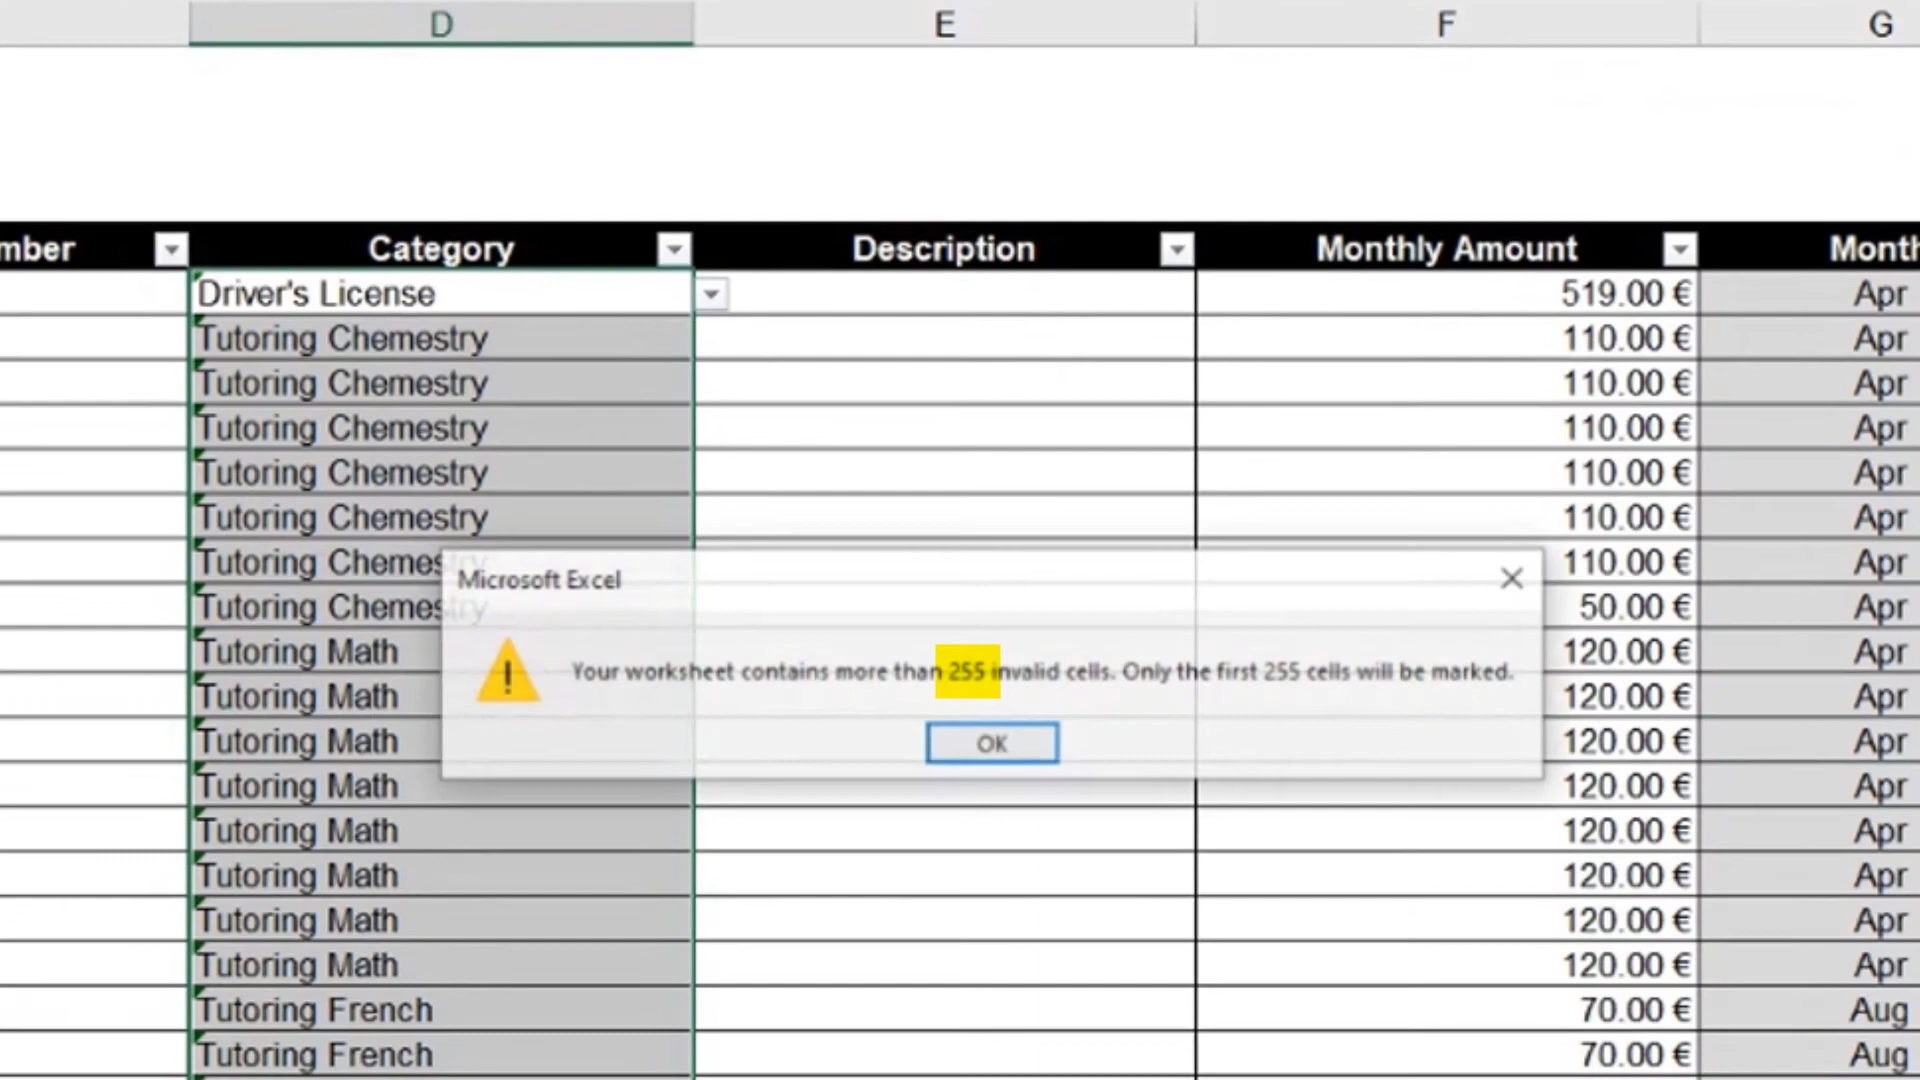 D E F G
mber Category Description Monthly Amount Month
Driver's License 519.00 € Apr
Tutoring Chemestry 110.00 € Apr
Tutoring Chemestry 110.00 € Apr
Tutoring Chemestry 110.00 € Apr
Tutoring Chemestry 110.00 € Apr
Tutoring Chemestry 110.00 € Apr
Tutoring Chemestry 110.00 € Apr
Microsoft Excel
Tutoring Chemestry 50.00 € Apr
Tutoring Math 120.00 € Apr
Your worksheet contains more than 255 invalid cells. Only the first 255 cells will be marked.
Tutoring Math 120.00 € Apr
Tutoring Math 120.00 € Apr
OK
Tutoring Math 120.00 € Apr
Tutoring Math 120.00 € Apr
Tutoring Math 120.00 € Apr
Tutoring Math 120.00 € Apr
Tutoring Math 120.00 € Apr
Tutoring French 70.00 € Aug
Tutoring French 70.00 € Aug